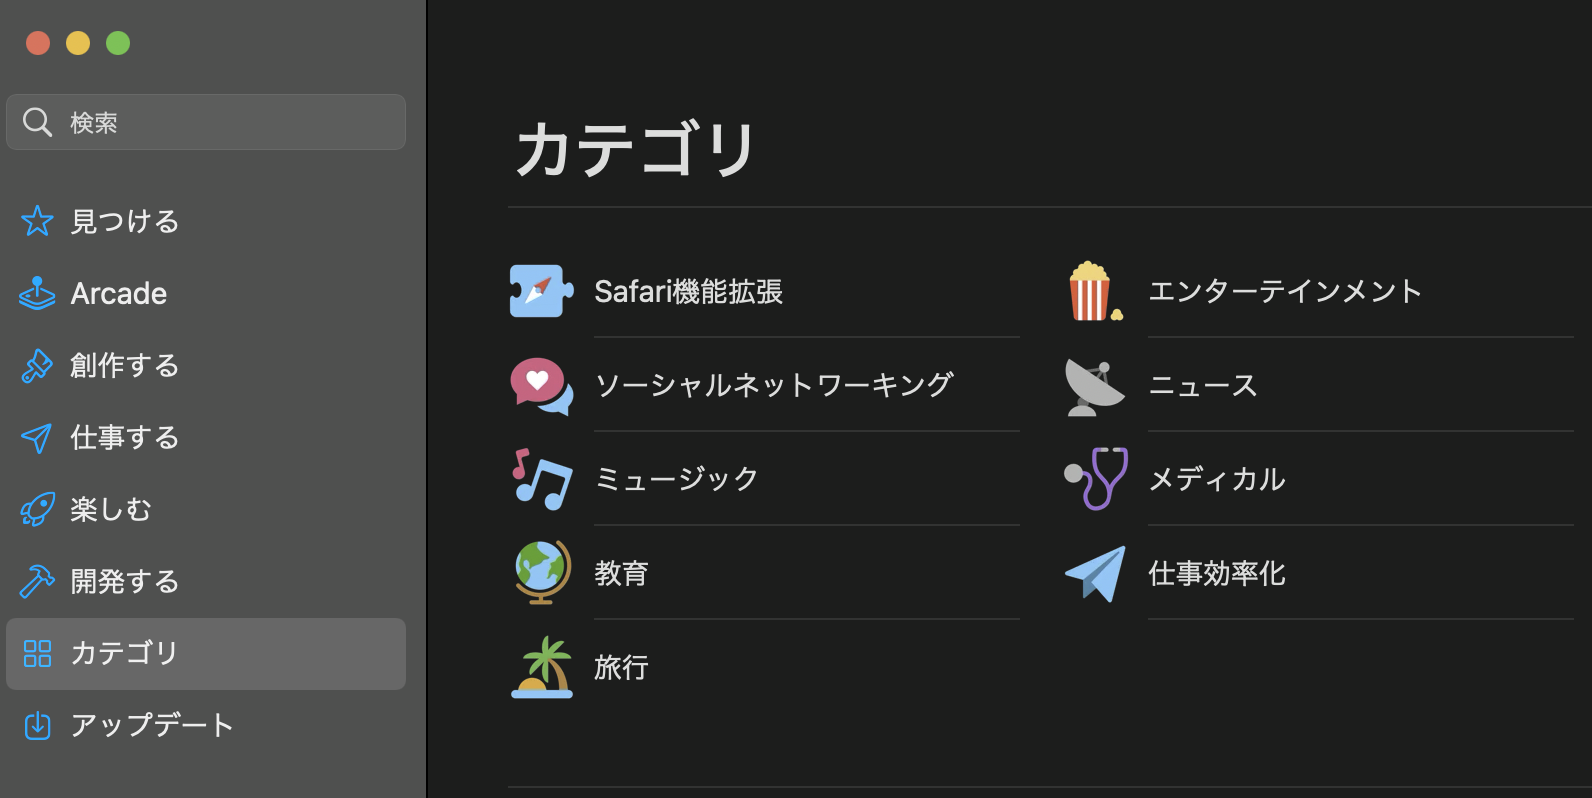 検索
見つける
Arcade
創作する
仕事する
楽しむ
開発する
カテゴリ
アップデート
カテゴリ
Safari機能拡張
エンターテインメント
ソーシャルネットワーキング
ニュース
ミュージック
メディカル
教育
仕事効率化
旅行